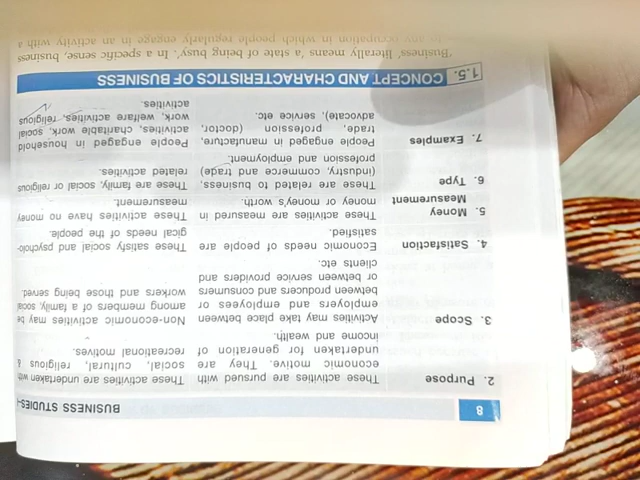 8 BUSINESS STUDIES-I
2. Purpose These activities are pursued with These activities are undertaken with
economic motive. They are social, cultural, religious &
undertaken for generation of recreational motives.
income and wealth.
3. Scope Activities may take place between Non-economic activities may be
employers and employees or among members of a family, social
between producers and consumers workers and those being served.
or between service providers and
clients etc.
4. Satisfaction Economic needs of people are These satisfy social and psycholo-
satisfied. gical needs of the people.
5. Money These activities are measured in These activities have no money
Measurement money or money's worth. measurement.
6. Type These are related to business, These are family, social or religious
(industry, commerce and trade) related activities.
profession and employment.
7. Examples People engaged in manufacture, People engaged in household
trade, profession (doctor, activities, charitable work, social
advocate), service etc. work, welfare activities, religious
activities.
1.5. CONCEPT AND CHARACTERISTICS OF BUSINESS
'Business' literally means 'a state of being busy'. In a specific sense, business
any occupation in which people regularly engage in an activity with a